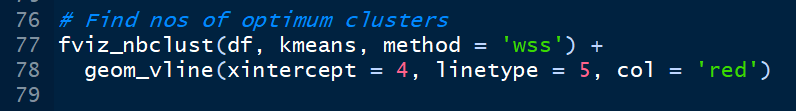 76 # Find nos of optimum clusters
77 fviz_nbclust(df, kmeans, method = 'wss') +
78   geom_vline(xintercept = 4, linetype = 5, col = 'red')
79